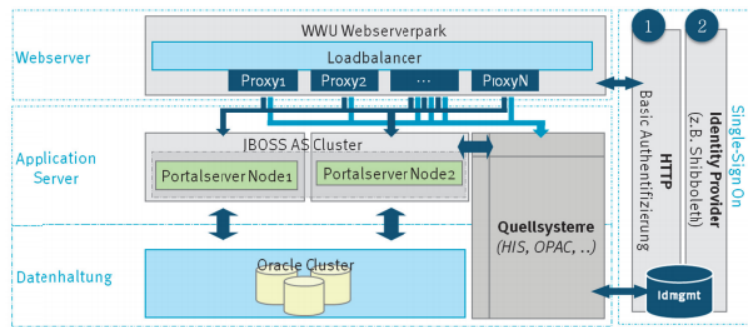 WWU Webserverpark
Webserver
Loadbalancer
Proxy1
Proxy2
...
ProxyN
Application
Server
JBOSS AS Cluster
Portalserver Node1
Portalserver Node2
Quellsysteme
(HIS, OPAC, ..)
Datenhaltung
Oracle Cluster
1
2
HTTP
Basic Authentifizierung
Identity Provider
(z.B. Shibboleth)
Single-Sign On
Idmgmt